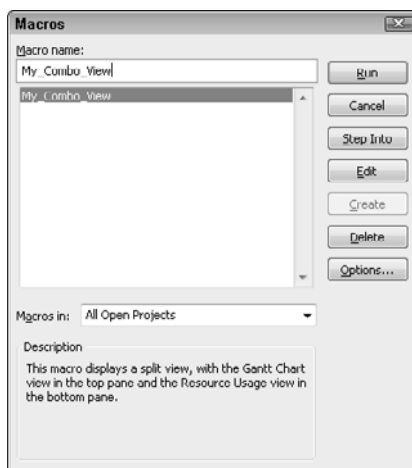 Macros
Macro name:
My_Combo_View
Run
My_Combo_View
Cancel
Step Into
Edit
Create
Delete
Options...
Macros in: All Open Projects
Description
This macro displays a split view, with the Gantt Chart
view in the top pane and the Resource Usage view in
the bottom pane.